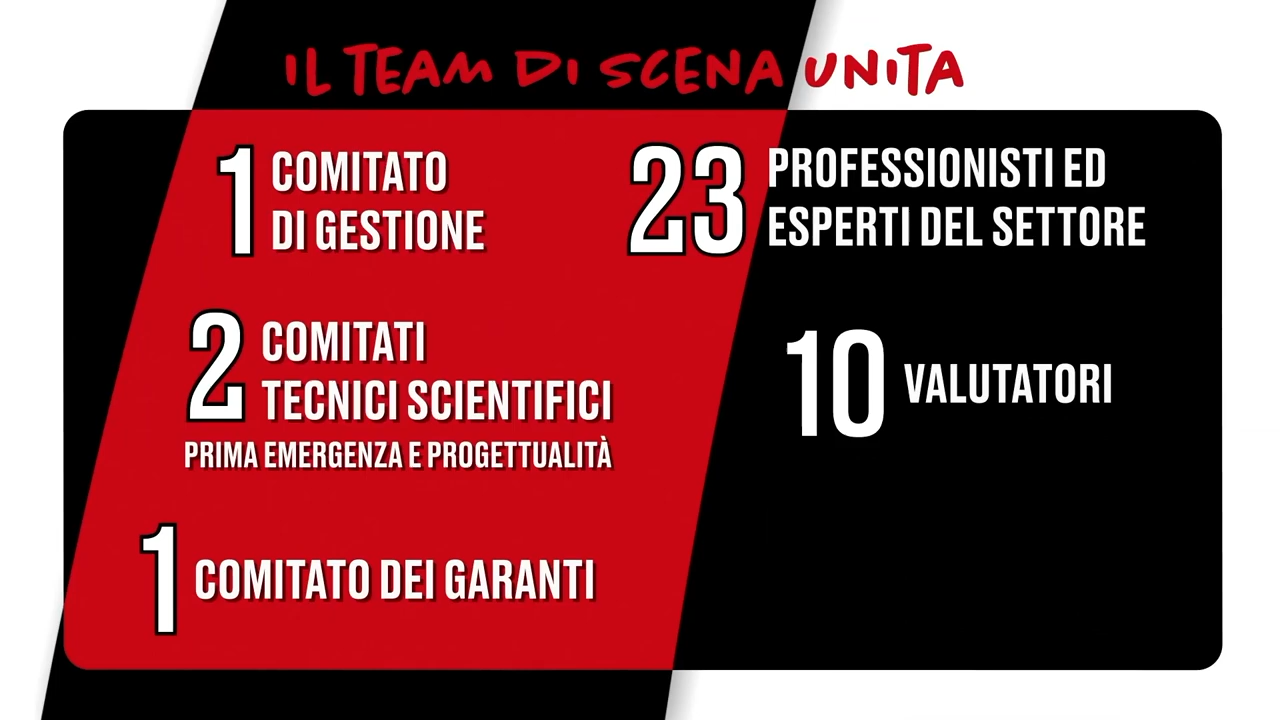 IL TEAM DI SCENA UNITA
1 COMITATO
DI GESTIONE
2 COMITATI
TECNICI SCIENTIFICI
PRIMA EMERGENZA E PROGETTUALITÀ
1 COMITATO DEI GARANTI
23 PROFESSIONISTI ED
ESPERTI DEL SETTORE
10 VALUTATORI